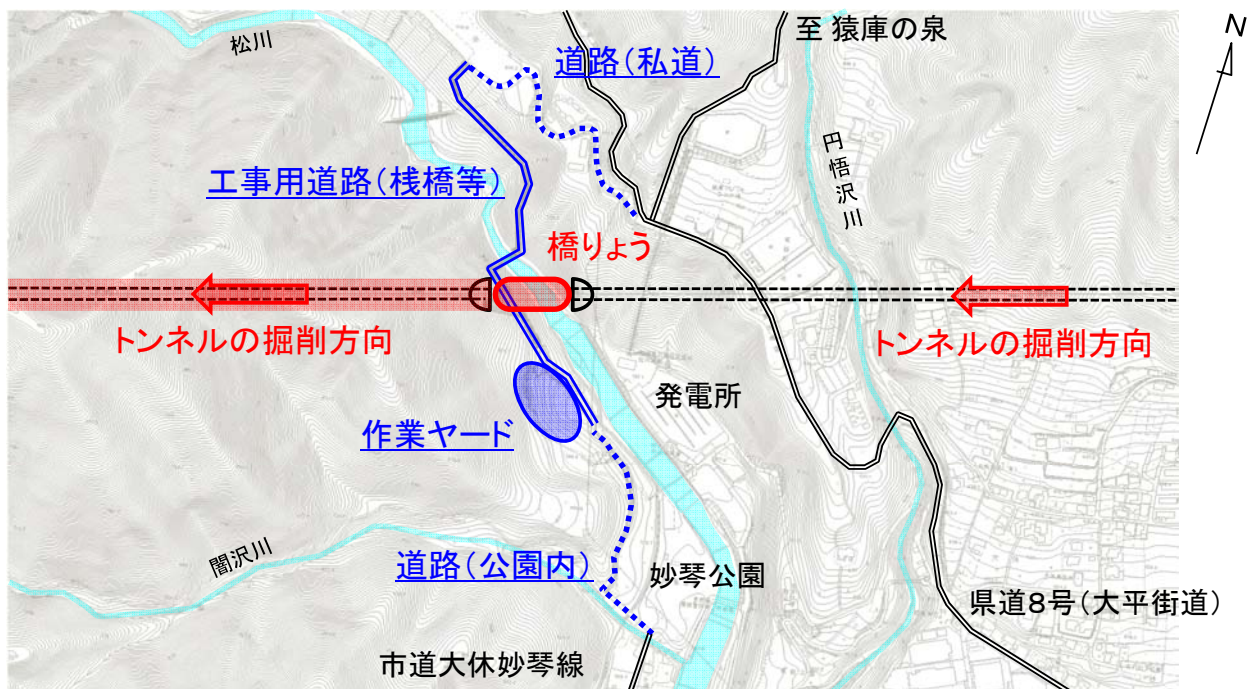 松川
道路(私道)
至 猿庫の泉
N
円悟沢川
工事用道路(桟橋等)
橋りょう
トンネルの掘削方向
トンネルの掘削方向
発電所
作業ヤード
闇沢川
道路(公園内)
妙琴公園
県道8号(大平街道)
市道大休妙琴線